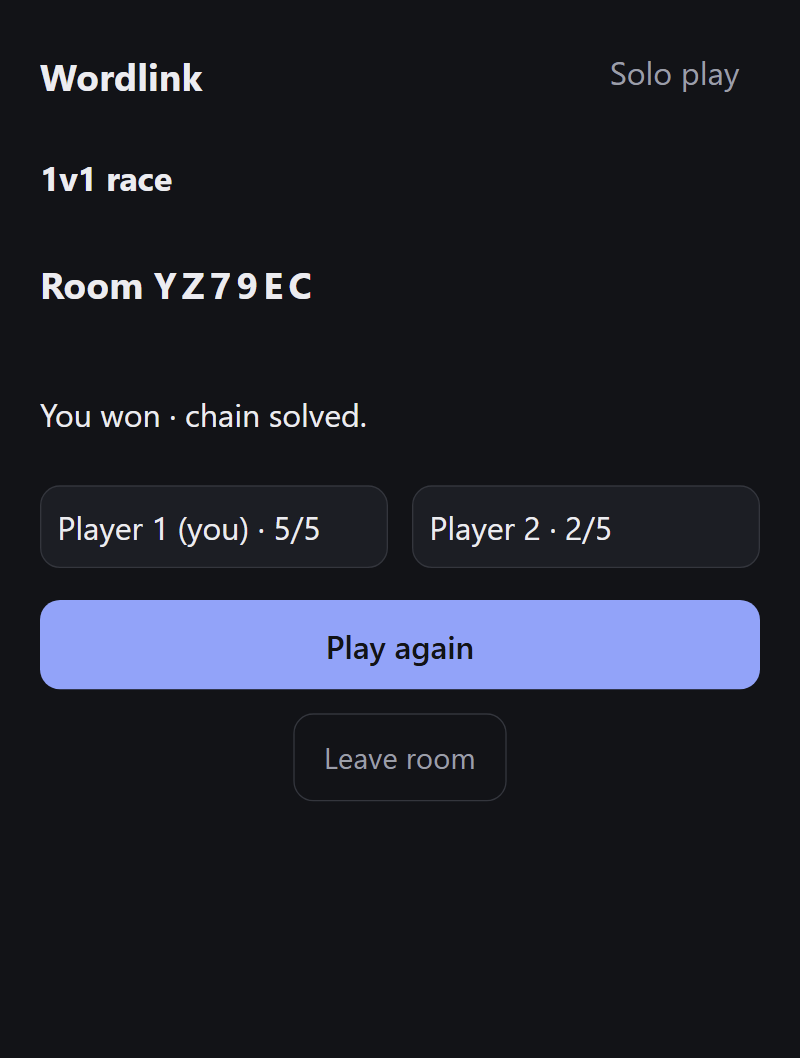 Wordlink
Solo play
1v1 race
Room YZ79EC
You won · chain solved.
Player 1 (you) · 5/5
Player 2 · 2/5
Play again
Leave room